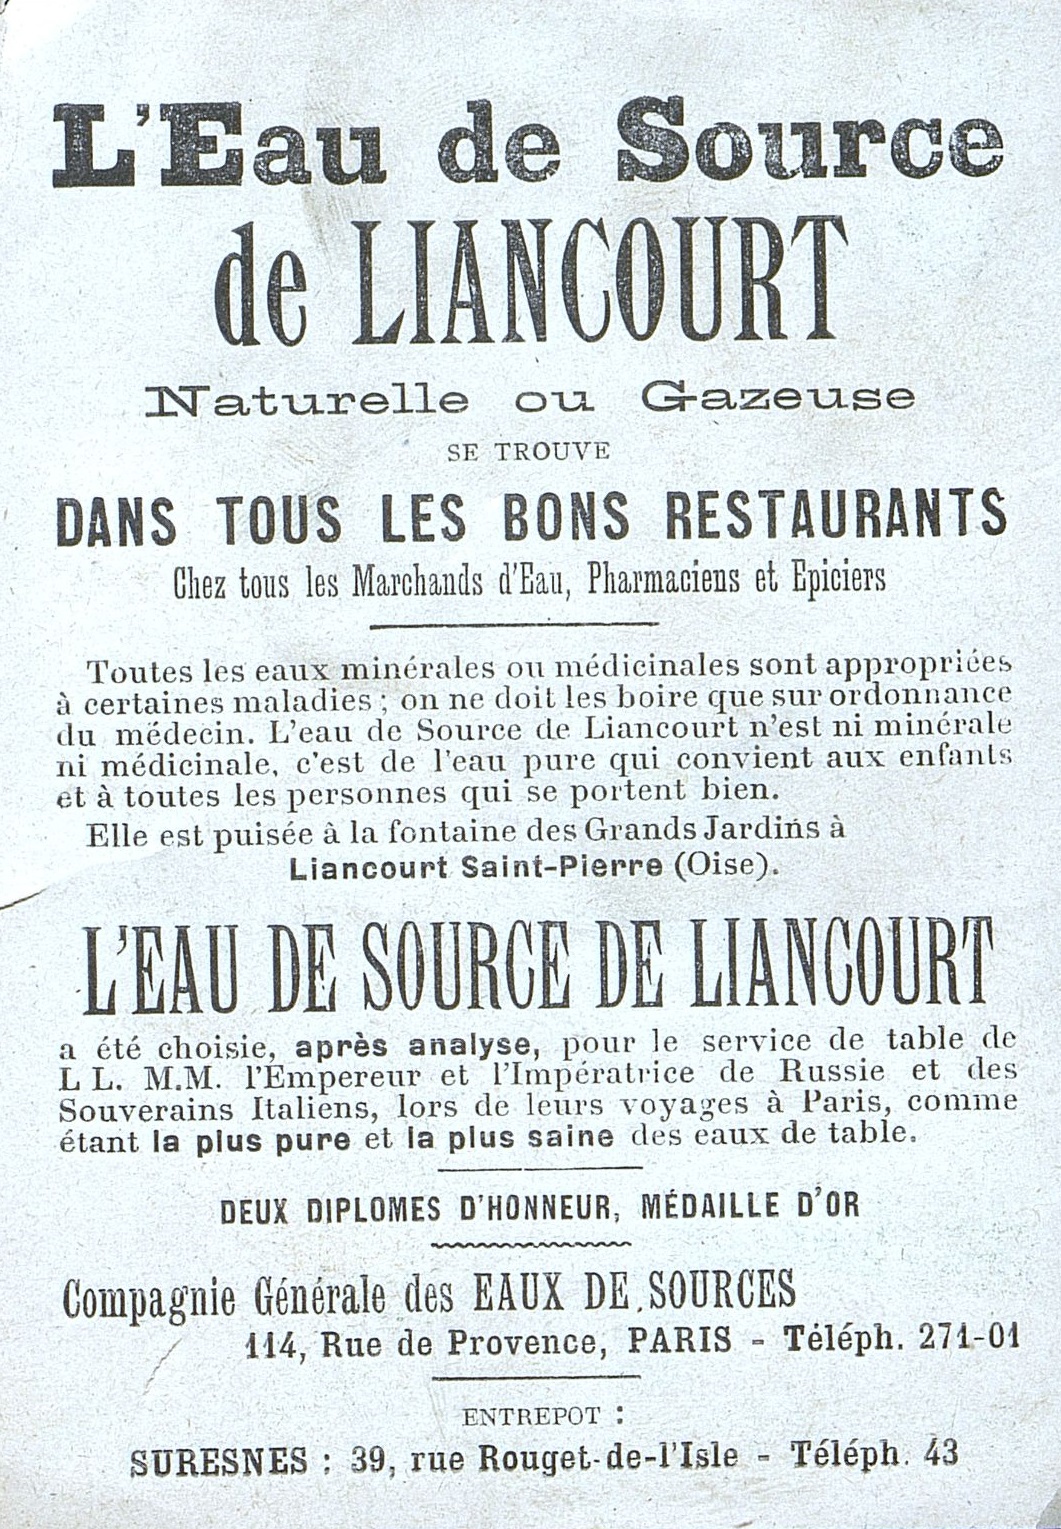 L'Eau de Source
de LIANCOURT
Naturelle ou Gazeuse
SE TROUVE
DANS TOUS LES BONS RESTAURANTS
Chez tous les Marchands d'Eau, Pharmaciens et Epiciers
Toutes les eaux minérales ou médicinales sont appropriées
à certaines maladies ; on ne doit les boire que sur ordonnance
du médecin. L'eau de Source de Liancourt n'est ni minérale
ni médicinale, c'est de l'eau pure qui convient aux enfants
et à toutes les personnes qui se portent bien.
Elle est puisée à la fontaine des Grands Jardins à
Liancourt Saint-Pierre (Oise).
L'EAU DE SOURCE DE LIANCOURT
a été choisie, après analyse, pour le service de table de
L L. M.M. l'Empereur et l'Impératrice de Russie et des
Souverains Italiens, lors de leurs voyages à Paris, comme
étant la plus pure et la plus saine des eaux de table.
DEUX DIPLOMES D'HONNEUR, MÉDAILLE D'OR
Compagnie Générale des EAUX DE SOURCES
114, Rue de Provence, PARIS - Téléph. 271-01
ENTREPOT :
SURESNES : 39, rue Rouget-de-l'Isle - Téléph. 43